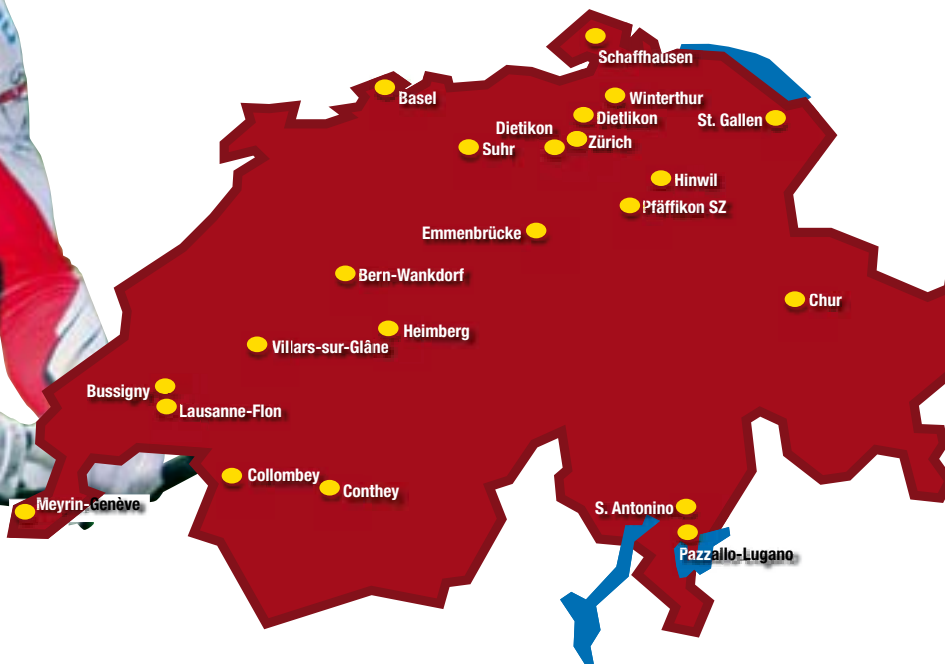 Schaffhausen
Basel
Winterthur
Dietlikon
St. Gallen
Dietikon
Zürich
Suhr
Hinwil
Pfäffikon SZ
Emmenbrücke
Bern-Wankdorf
Chur
Heimberg
Villars-sur-Glâne
Bussigny
Lausanne-Flon
Collombey
Conthey
Meyrin-Genève
S. Antonino
Pazzallo-Lugano